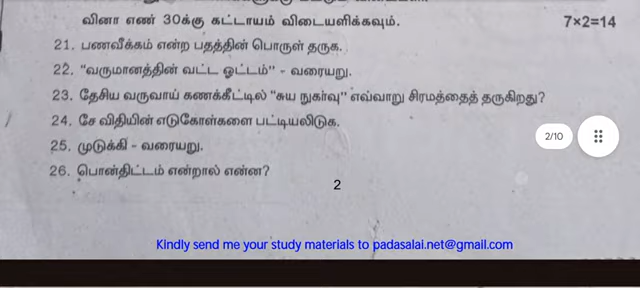 வினா எண் 30க்கு கட்டாயம் விடையளிக்கவும். 7×2=14
21. பணவீக்கம் என்ற பதத்தின் பொருள் தருக.
22. "வருமானத்தின் வட்ட ஓட்டம்" - வரையறு.
23. தேசிய வருவாய் கணக்கீட்டில் "சுய நுகர்வு" எவ்வாறு சிரமத்தைத் தருகிறது?
24. சே விதியின் எடுகோள்களை பட்டியலிடுக.
25. முடுக்கி - வரையறு.
2/10
26. பொன்திட்டம் என்றால் என்ன?
2
Kindly send me your study materials to padasalai.net@gmail.com